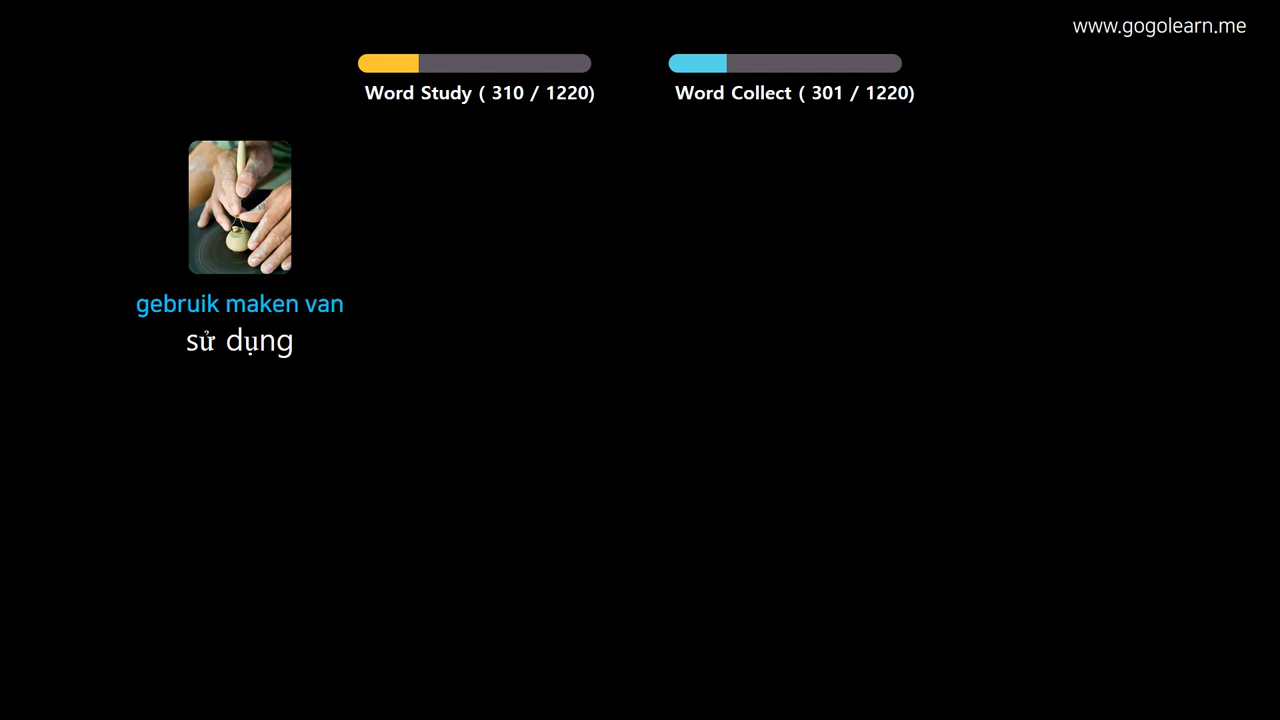 www.gogolearn.me
Word Study ( 310 / 1220)
Word Collect ( 301 / 1220)
gebruik maken van
sử dụng